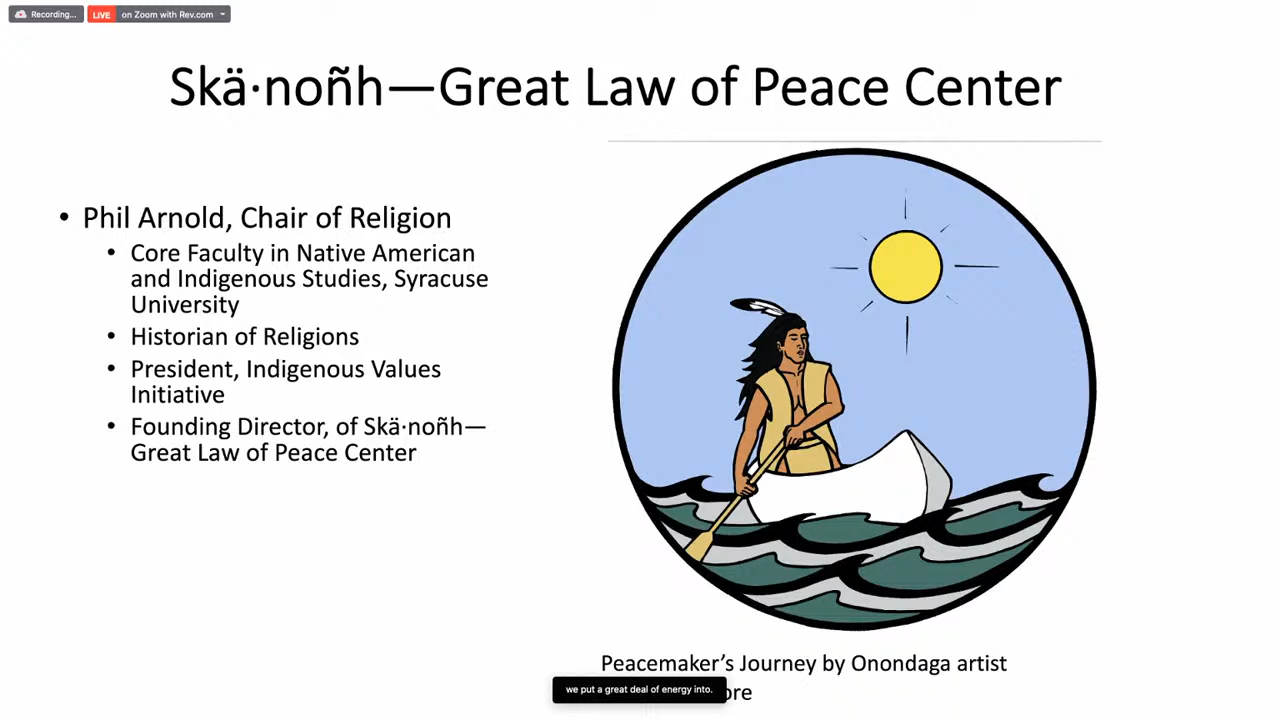 Recording...
LIVE on Zoom with Rev.com
Skä·noñh—Great Law of Peace Center
• Phil Arnold, Chair of Religion
• Core Faculty in Native American
and Indigenous Studies, Syracuse
University
• Historian of Religions
• President, Indigenous Values
Initiative
• Founding Director, of Skä·noñh—
Great Law of Peace Center
Peacemaker’s Journey by Onondaga artist
we put a great deal of energy into.